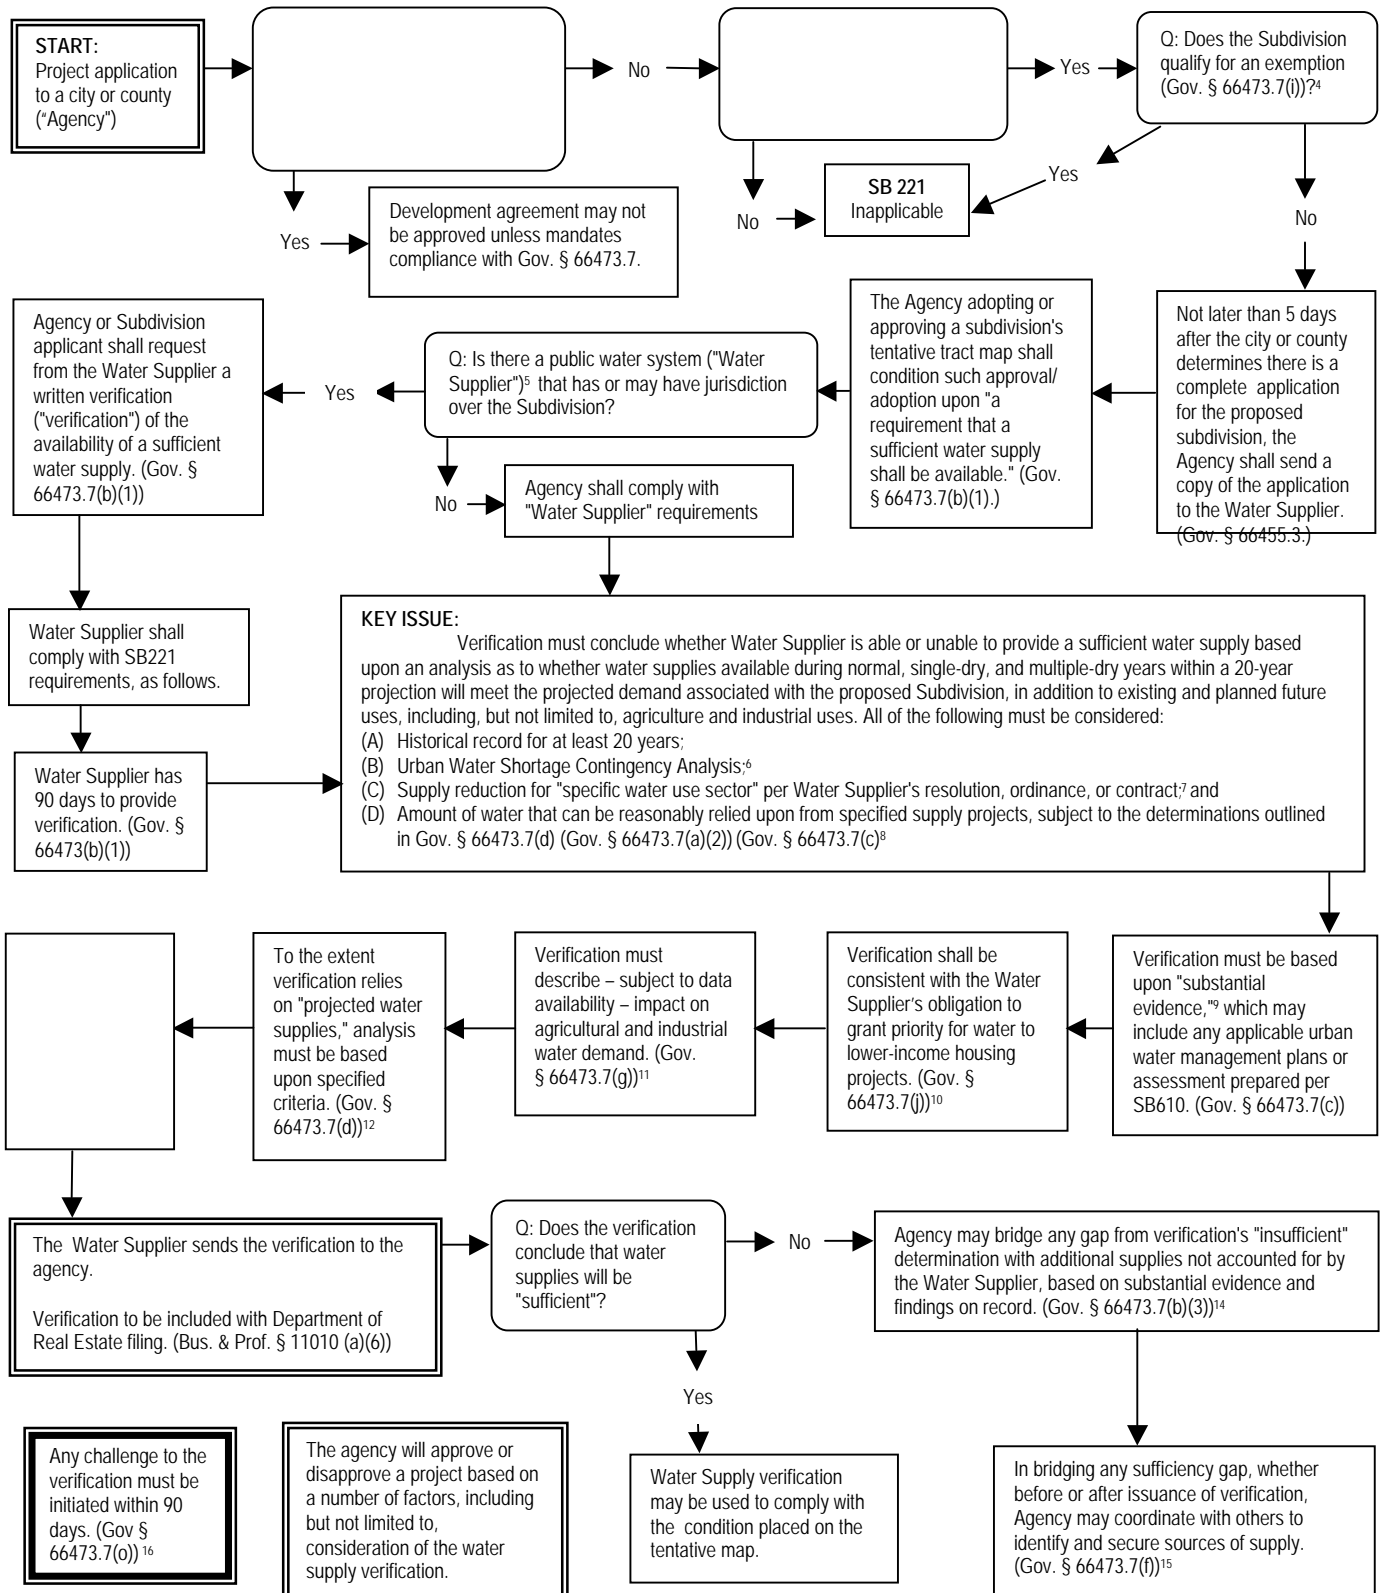 START:
Project application
to a city or county
("Agency")
No
Yes
Q: Does the Subdivision
qualify for an exemption
(Gov. § 66473.7(i))?4
Yes
Development agreement may not
be approved unless mandates
compliance with Gov. § 66473.7.
No
SB 221
Inapplicable
Yes
No
Not later than 5 days
after the city or county
determines there is a
complete application
for the proposed
subdivision, the
Agency shall send a
copy of the application
to the Water Supplier.
(Gov. § 66455.3.)
The Agency adopting or
approving a subdivision's
tentative tract map shall
condition such approval/
adoption upon "a
requirement that a
sufficient water supply
shall be available." (Gov.
§ 66473.7(b)(1).)
Q: Is there a public water system ("Water
Supplier")5 that has or may have jurisdiction
over the Subdivision?
Yes
Agency or Subdivision
applicant shall request
from the Water Supplier a
written verification
("verification") of the
availability of a sufficient
water supply. (Gov. §
66473.7(b)(1))
No
Agency shall comply with
"Water Supplier" requirements
Water Supplier shall
comply with SB221
requirements, as follows.
Water Supplier has
90 days to provide
verification. (Gov. §
66473(b)(1))
KEY ISSUE:
Verification must conclude whether Water Supplier is able or unable to provide a sufficient water supply based
upon an analysis as to whether water supplies available during normal, single-dry, and multiple-dry years within a 20-year
projection will meet the projected demand associated with the proposed Subdivision, in addition to existing and planned future
uses, including, but not limited to, agriculture and industrial uses. All of the following must be considered:
(A) Historical record for at least 20 years;
(B) Urban Water Shortage Contingency Analysis;6
(C) Supply reduction for "specific water use sector" per Water Supplier's resolution, ordinance, or contract;7 and
(D) Amount of water that can be reasonably relied upon from specified supply projects, subject to the determinations outlined
in Gov. § 66473.7(d) (Gov. § 66473.7(a)(2)) (Gov. § 66473.7(c)8
Verification must be based
upon "substantial
evidence,"9 which may
include any applicable urban
water management plans or
assessment prepared per
SB610. (Gov. § 66473.7(c))
Verification shall be
consistent with the Water
Supplier's obligation to
grant priority for water to
lower-income housing
projects. (Gov. §
66473.7(j))10
Verification must
describe – subject to data
availability – impact on
agricultural and industrial
water demand. (Gov.
§ 66473.7(g))11
To the extent
verification relies
on "projected water
supplies," analysis
must be based
upon specified
criteria. (Gov. §
66473.7(d))12
The Water Supplier sends the verification to the
agency.
Verification to be included with Department of
Real Estate filing. (Bus. & Prof. § 11010 (a)(6))
Q: Does the verification
conclude that water
supplies will be
"sufficient"?
No
Agency may bridge any gap from verification's "insufficient"
determination with additional supplies not accounted for by
the Water Supplier, based on substantial evidence and
findings on record. (Gov. § 66473.7(b)(3))14
Yes
Any challenge to the
verification must be
initiated within 90
days. (Gov §
66473.7(o)) 16
The agency will approve or
disapprove a project based on
a number of factors, including
but not limited to,
consideration of the water
supply verification.
Water Supply verification
may be used to comply with
the condition placed on the
tentative map.
In bridging any sufficiency gap, whether
before or after issuance of verification,
Agency may coordinate with others to
identify and secure sources of supply.
(Gov. § 66473.7(f))15